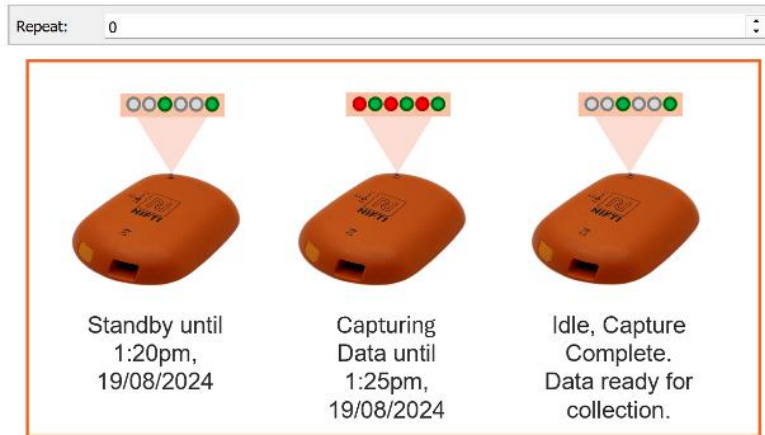 Repeat: 0
NIFTI
NIFTI
NIFTI
Standby until
1:20pm,
19/08/2024
Capturing
Data until
1:25pm,
19/08/2024
Idle, Capture
Complete.
Data ready for
collection.